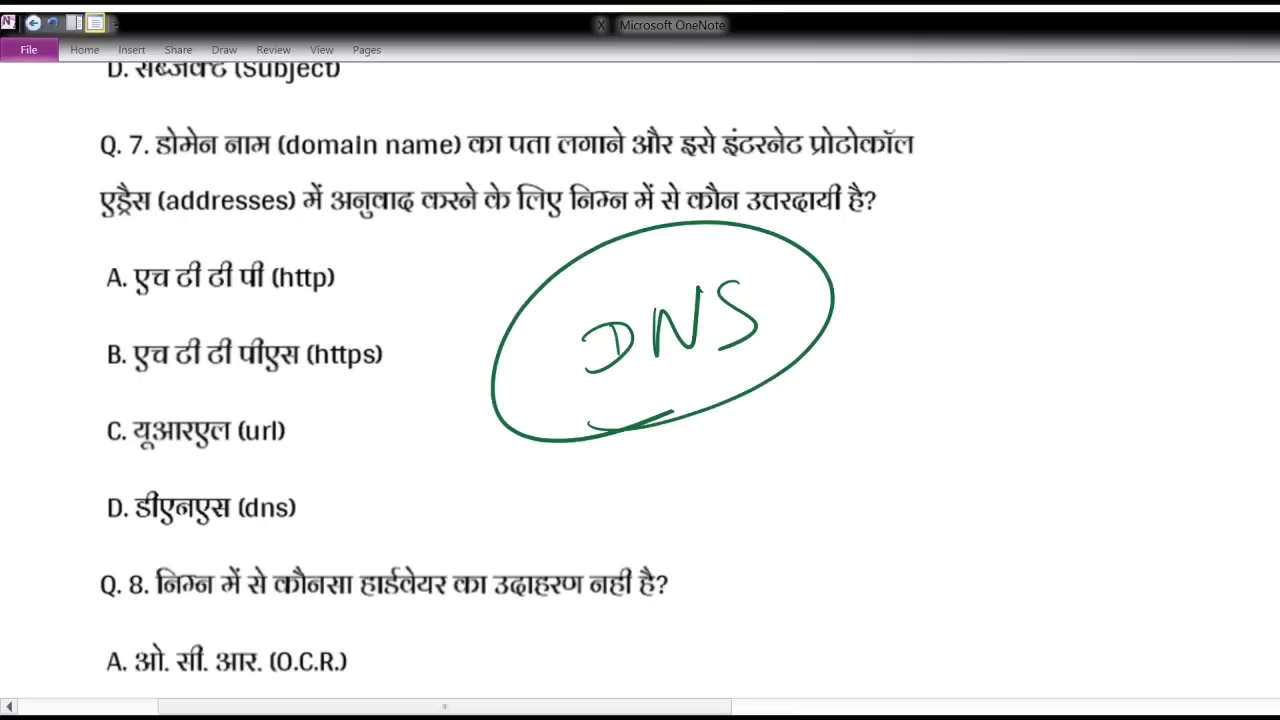 X Microsoft OneNote
File Home Insert Share Draw Review View Pages
D. सब्जेक्ट (Subject)
Q. 7. डोमेन नाम (domain name) का पता लगाने और इसे इंटरनेट प्रोटोकॉल
एड्रैस (addresses) में अनुवाद करने के लिए निम्न में से कौन उत्तरदायी है?
A. एच टी टी पी (http)
DNS
B. एच टी टी पीएस (https)
C. यूआरएल (url)
D. डीएनएस (dns)
Q. 8. निम्न में से कौनसा हार्डवेयर का उदाहरण नही है?
A. ओ. सी. आर. (O.C.R.)